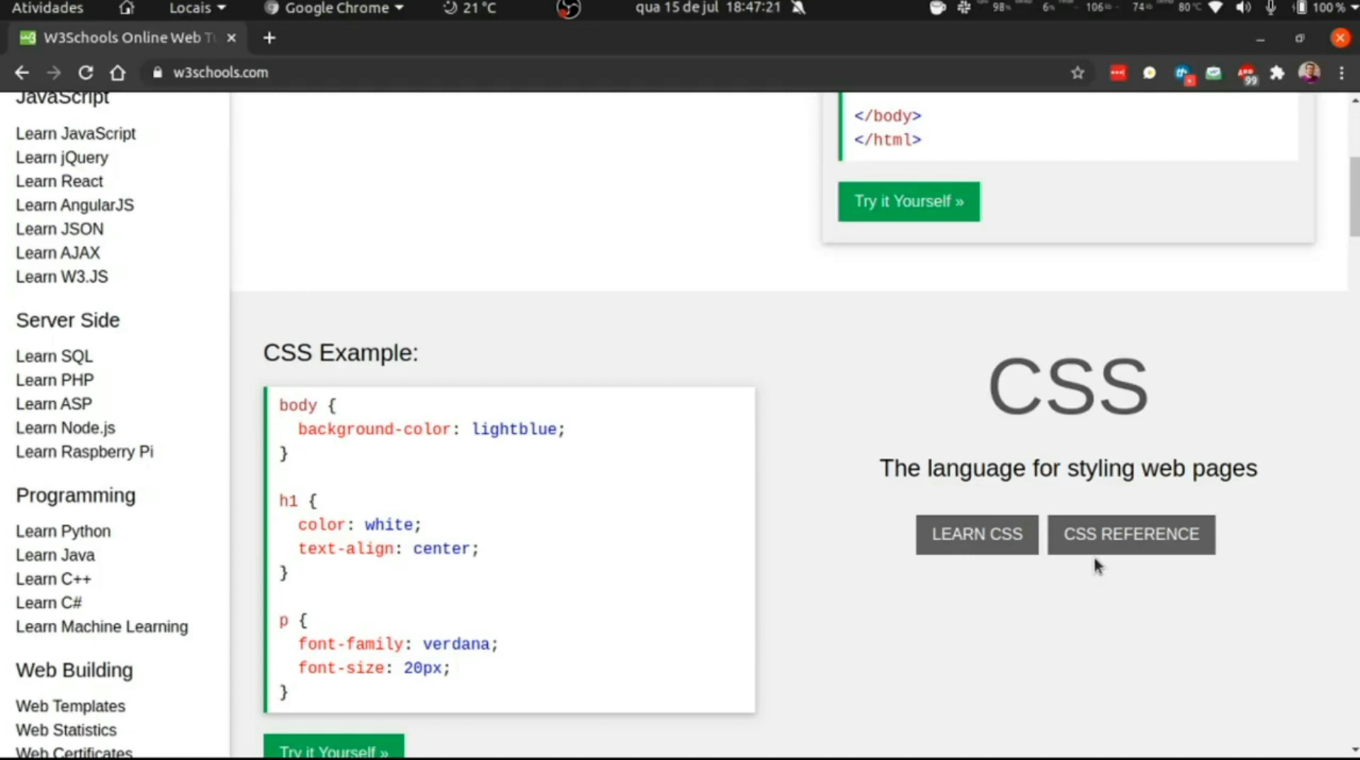 Atividades Locais Google Chrome 21 °C qua 15 de jul 18:47:21 98% 6% 106 74 80°C 100 %
W3Schools Online Web Tu
w3schools.com
99
JavaScript
Learn JavaScript
Learn jQuery
Learn React
Learn AngularJS
Learn JSON
Learn AJAX
Learn W3.JS
Server Side
Learn SQL
Learn PHP
Learn ASP
Learn Node.js
Learn Raspberry Pi
Programming
Learn Python
Learn Java
Learn C++
Learn C#
Learn Machine Learning
Web Building
Web Templates
Web Statistics
Web Certificates
</body>
</html>
Try it Yourself »
CSS Example:
body {
background-color: lightblue;
}
h1 {
color: white;
text-align: center;
}
p {
font-family: verdana;
font-size: 20px;
}
Try it Yourself »
CSS
The language for styling web pages
LEARN CSS CSS REFERENCE